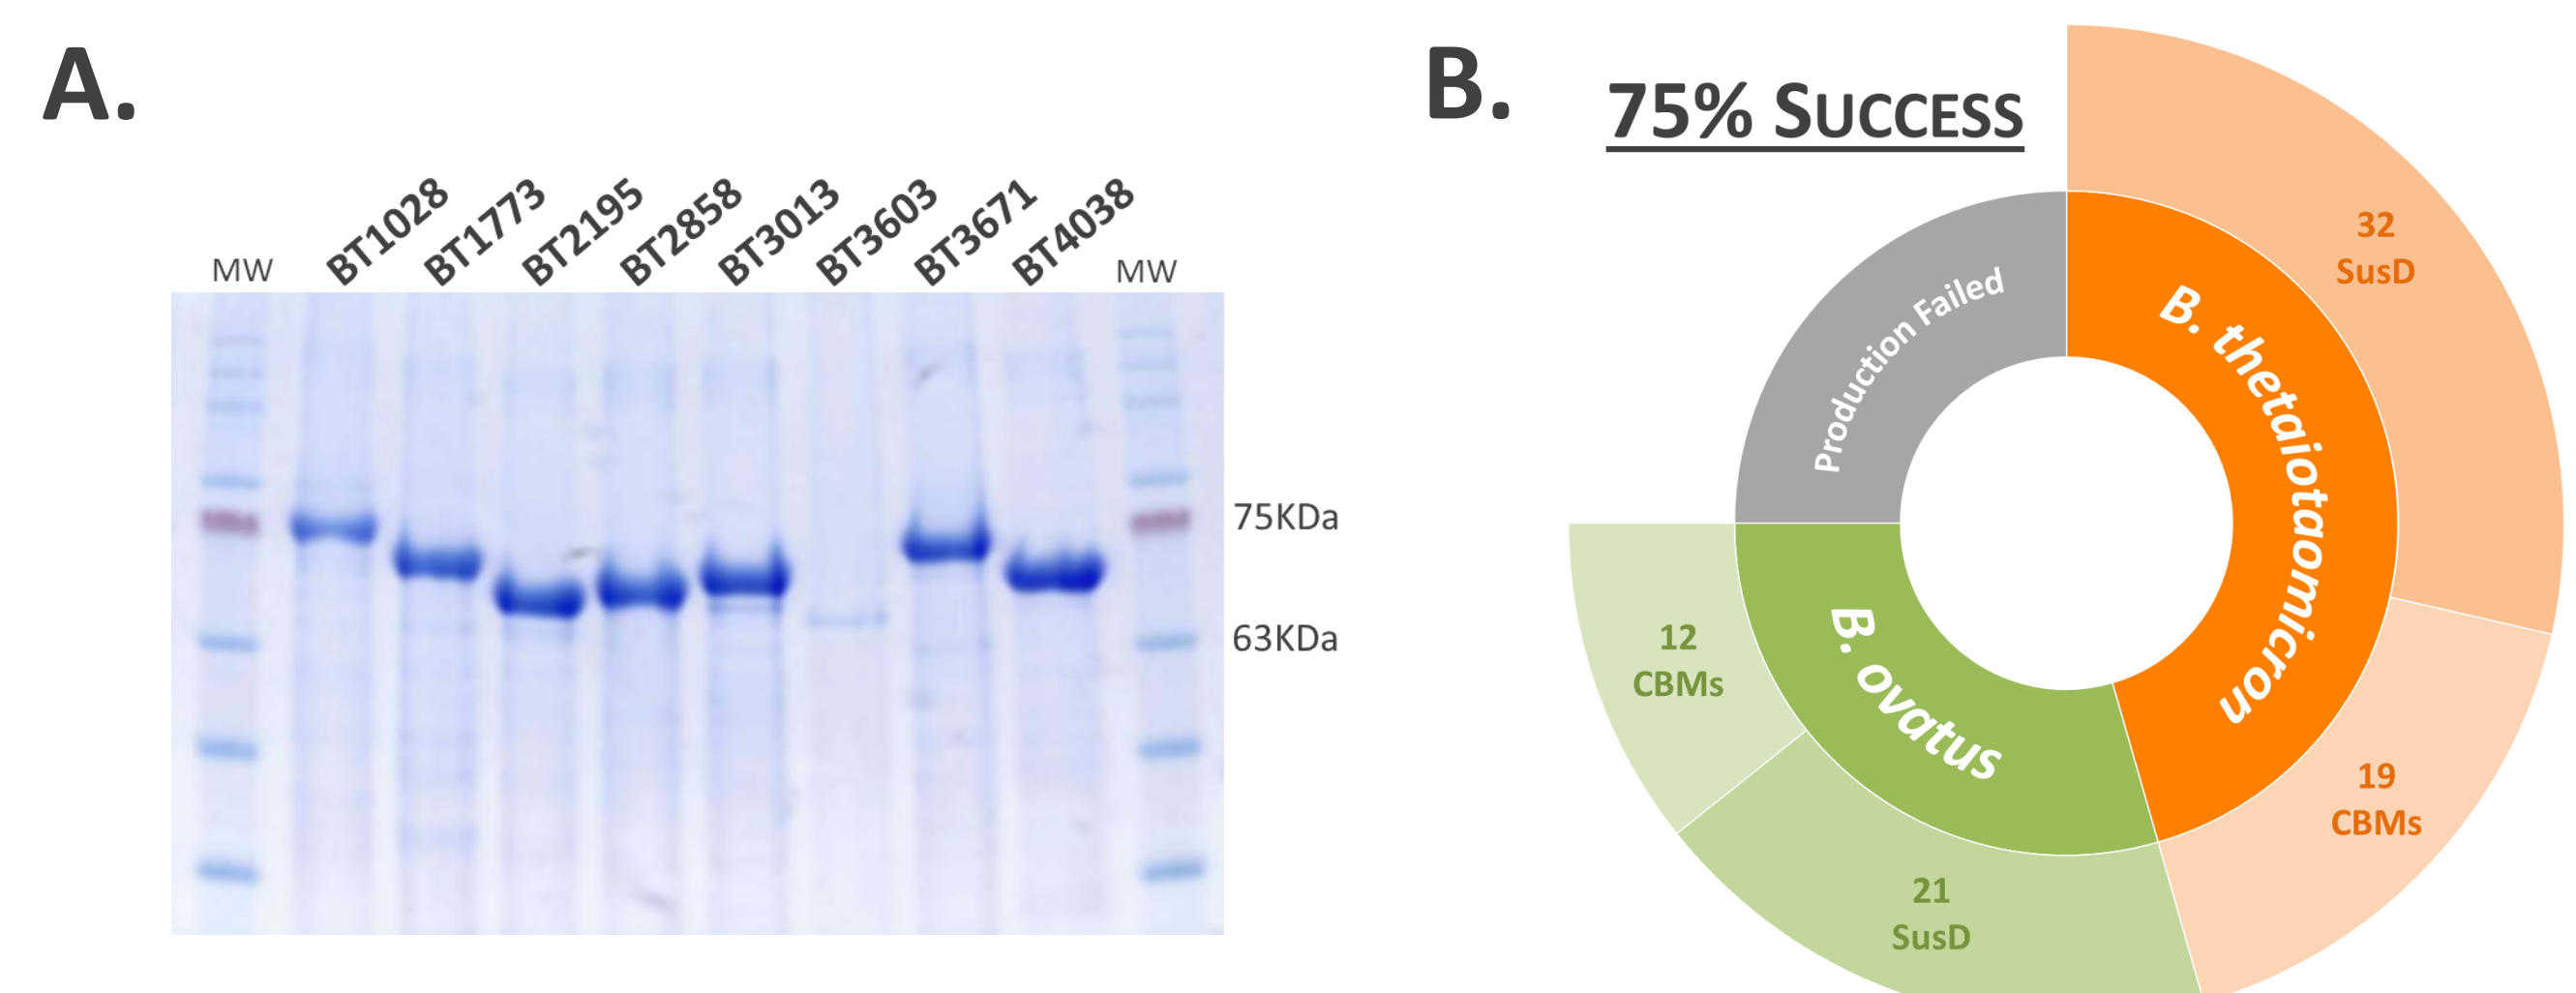 A.
MW
BT1028
BT1773
BT2195
BT2858
BT3013
BT3603
BT3671
BT4038
MW
75KDa
63KDa
B.
75% SUCCESS
Production Failed
B. thetaiotaomicron
B. ovatus
32
SusD
19
CBMs
21
SusD
12
CBMs